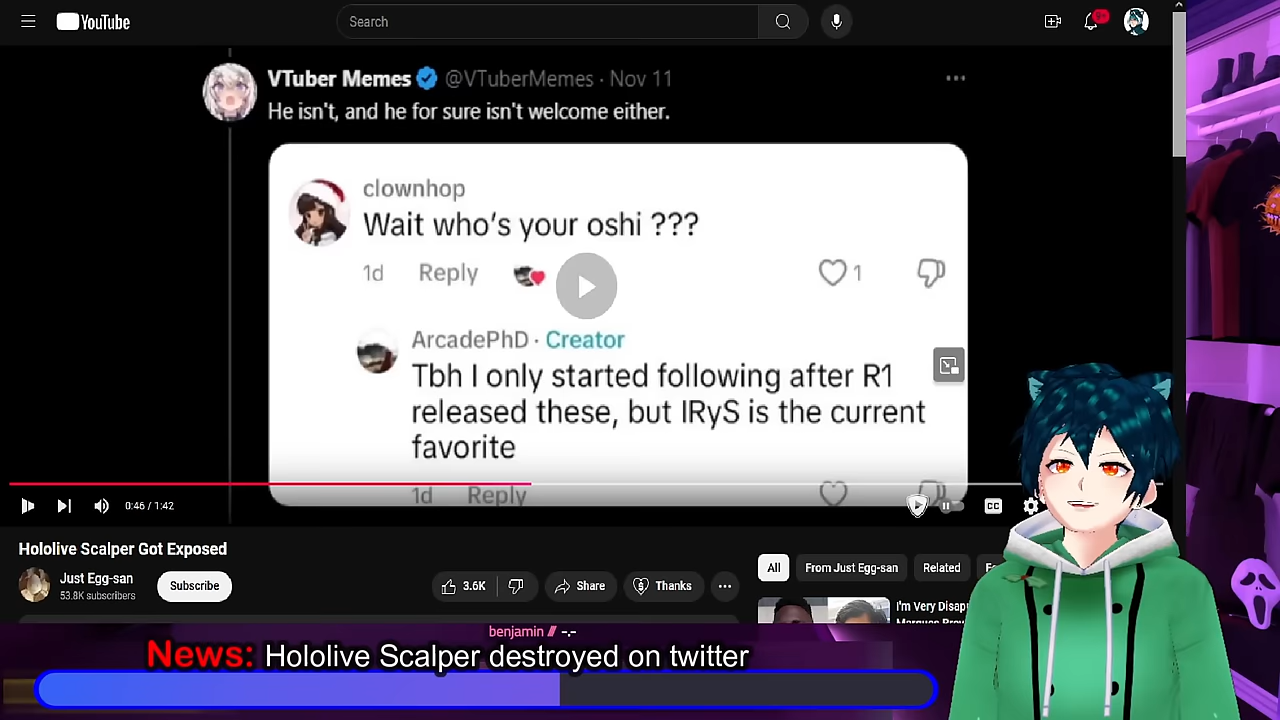 YouTube
Search
9+
VTuber Memes @VTuberMemes · Nov 11
He isn't, and he for sure isn't welcome either.
clownhop
Wait who's your oshi ???
1d Reply 1
ArcadePhD · Creator
Tbh I only started following after R1
released these, but IRyS is the current
favorite
1d Reply
0:46 / 1:42
CC
Hololive Scalper Got Exposed
Just Egg-san
53.8K subscribers
Subscribe
3.6K
Share
Thanks
All
From Just Egg-san
Related
I'm Very Disap
benjamin // -.-
News: Hololive Scalper destroyed on twitter